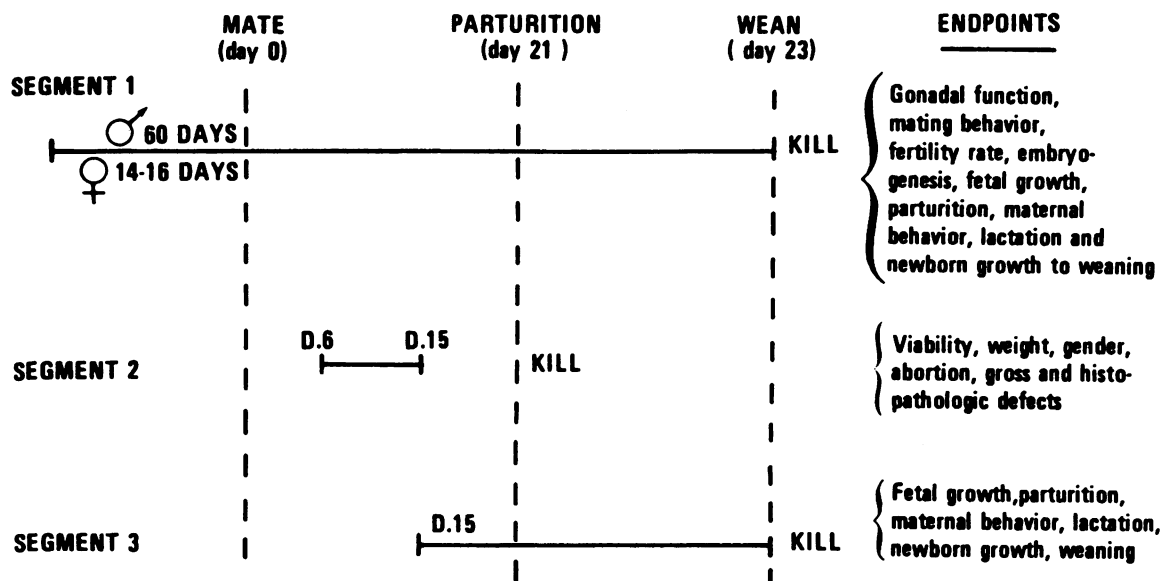 MATE
(day 0)
PARTURITION
(day 21 )
WEAN
( day 23)
ENDPOINTS
SEGMENT 1
♂ 60 DAYS
♀ 14-16 DAYS
KILL
Gonadal function,
mating behavior,
fertility rate, embryo-
genesis, fetal growth,
parturition, maternal
behavior, lactation and
newborn growth to weaning
SEGMENT 2
D.6
D.15
KILL
Viability, weight, gender,
abortion, gross and histo-
pathologic defects
SEGMENT 3
D.15
KILL
Fetal growth,parturition,
maternal behavior, lactation,
newborn growth, weaning